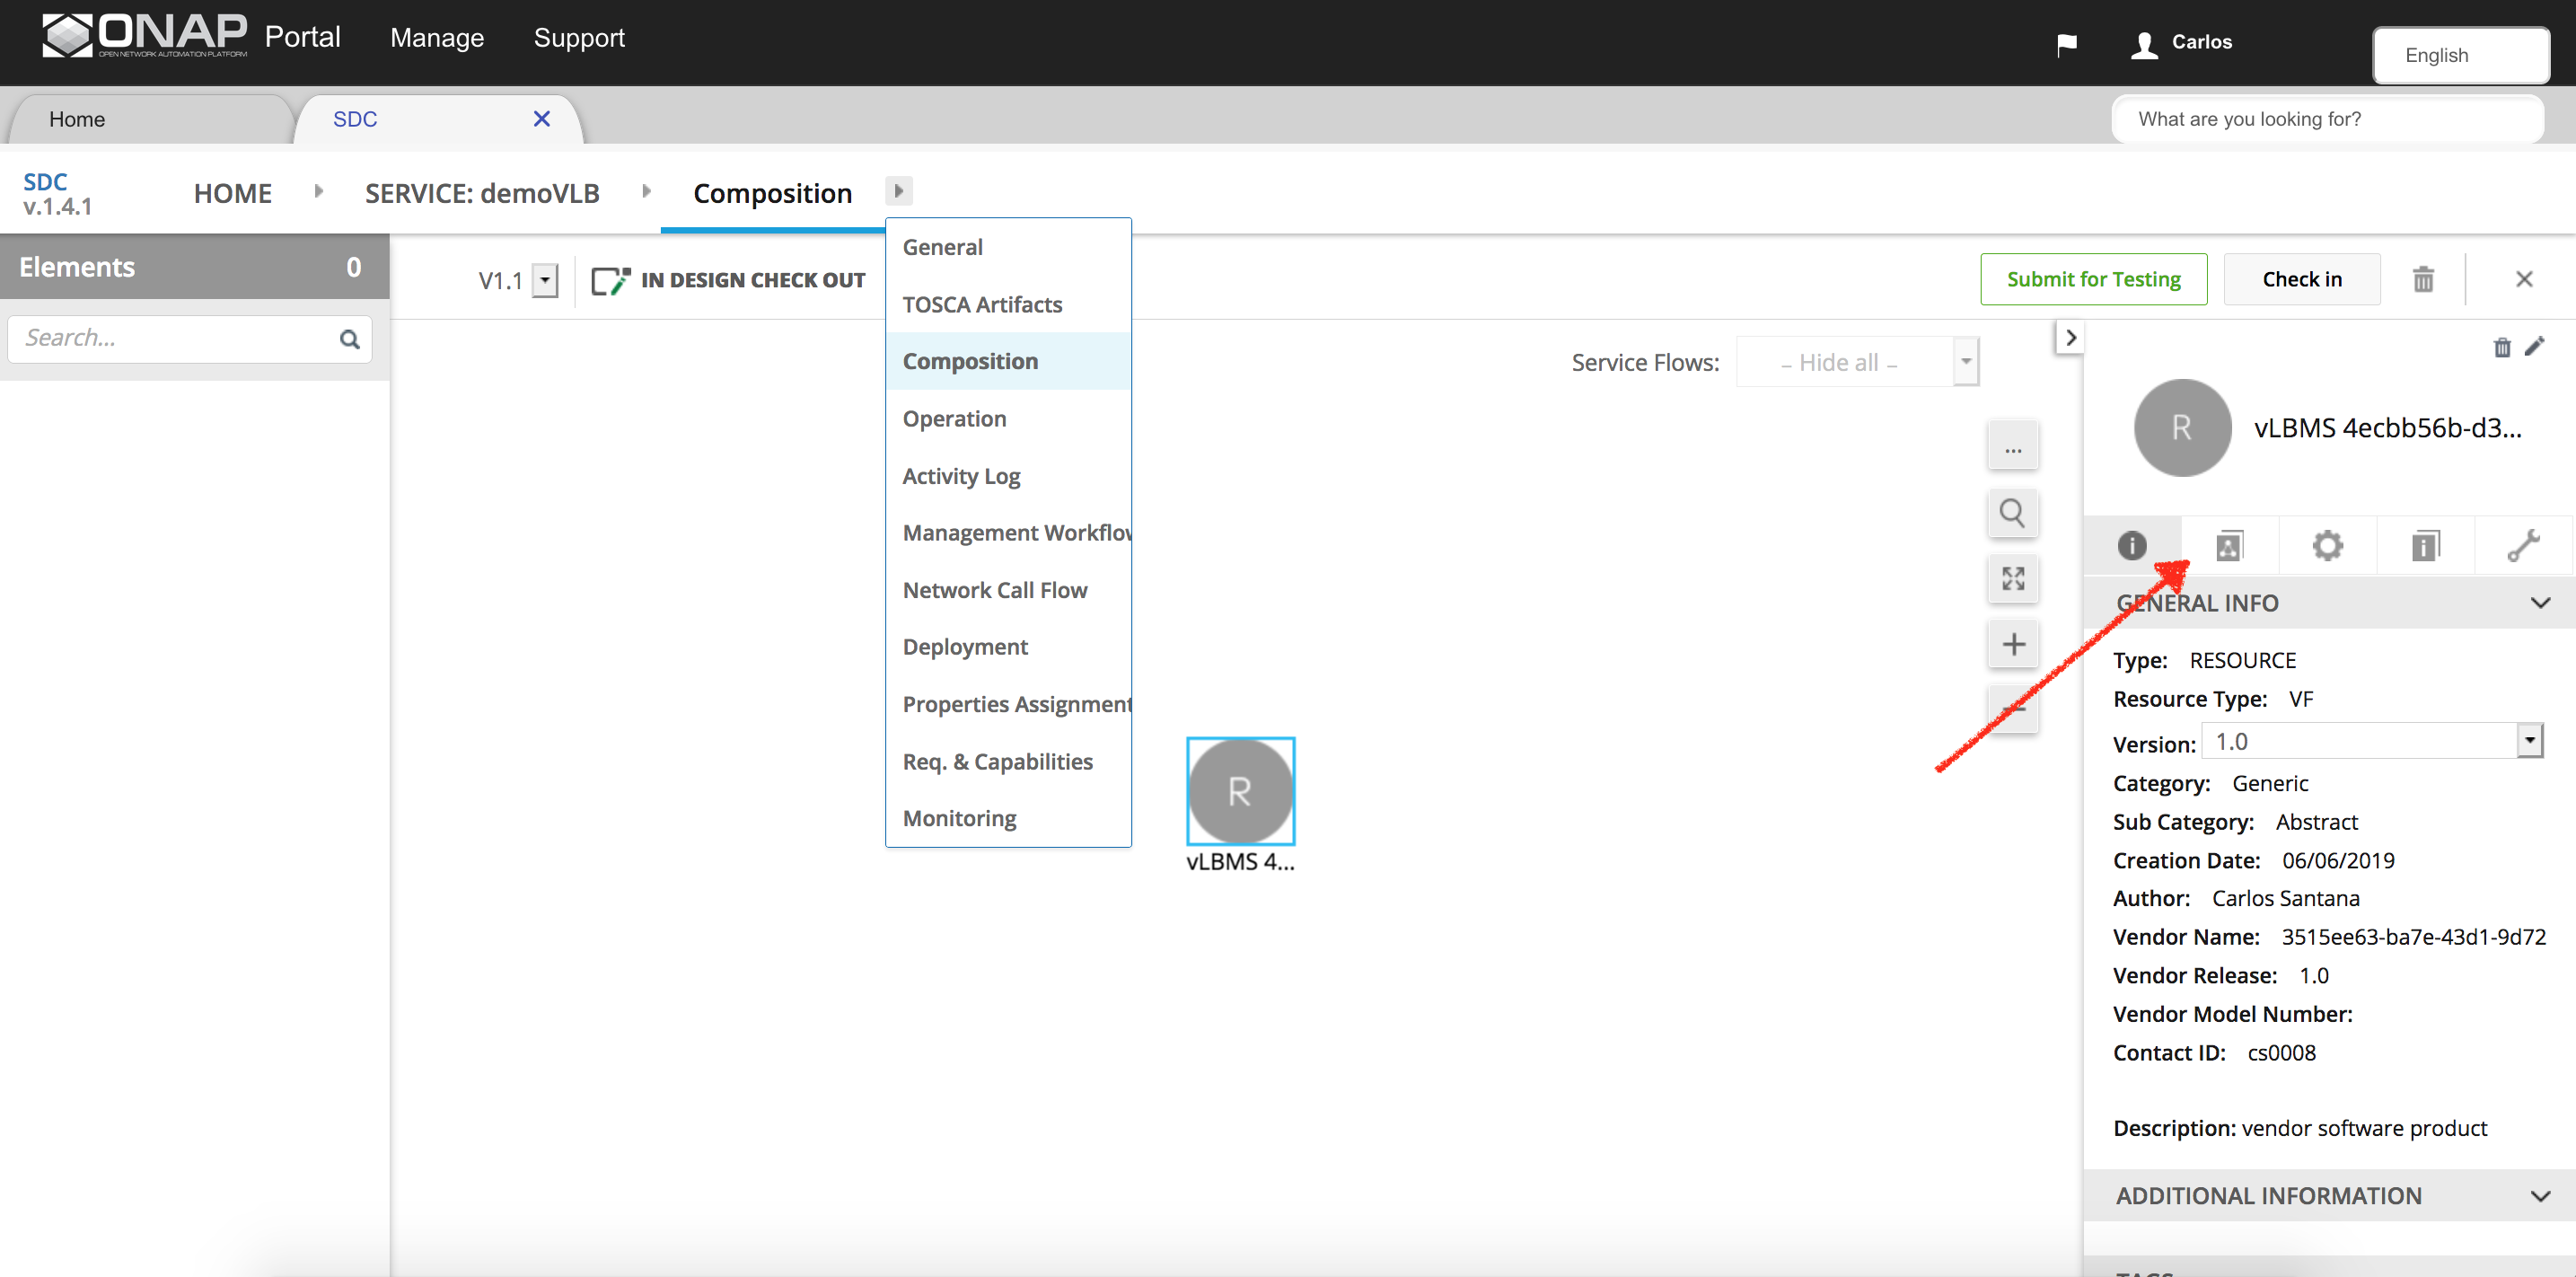 ONAP Portal Manage Support Carlos English
OPEN NETWORK AUTOMATION PLATFORM
Home SDC What are you looking for?
SDC
v.1.4.1
HOME SERVICE: demoVLB Composition
Elements 0
Search...
V1.1 IN DESIGN CHECK OUT
Submit for Testing Check in
General
TOSCA Artifacts
Composition
Operation
Activity Log
Management Workflow
Network Call Flow
Deployment
Properties Assignment
Req. & Capabilities
Monitoring
Service Flows: – Hide all –
...
R
vLBMS 4...
R vLBMS 4ecbb56b-d3...
GENERAL INFO
Type: RESOURCE
Resource Type: VF
Version: 1.0
Category: Generic
Sub Category: Abstract
Creation Date: 06/06/2019
Author: Carlos Santana
Vendor Name: 3515ee63-ba7e-43d1-9d72
Vendor Release: 1.0
Vendor Model Number:
Contact ID: cs0008
Description: vendor software product
ADDITIONAL INFORMATION
TAGS